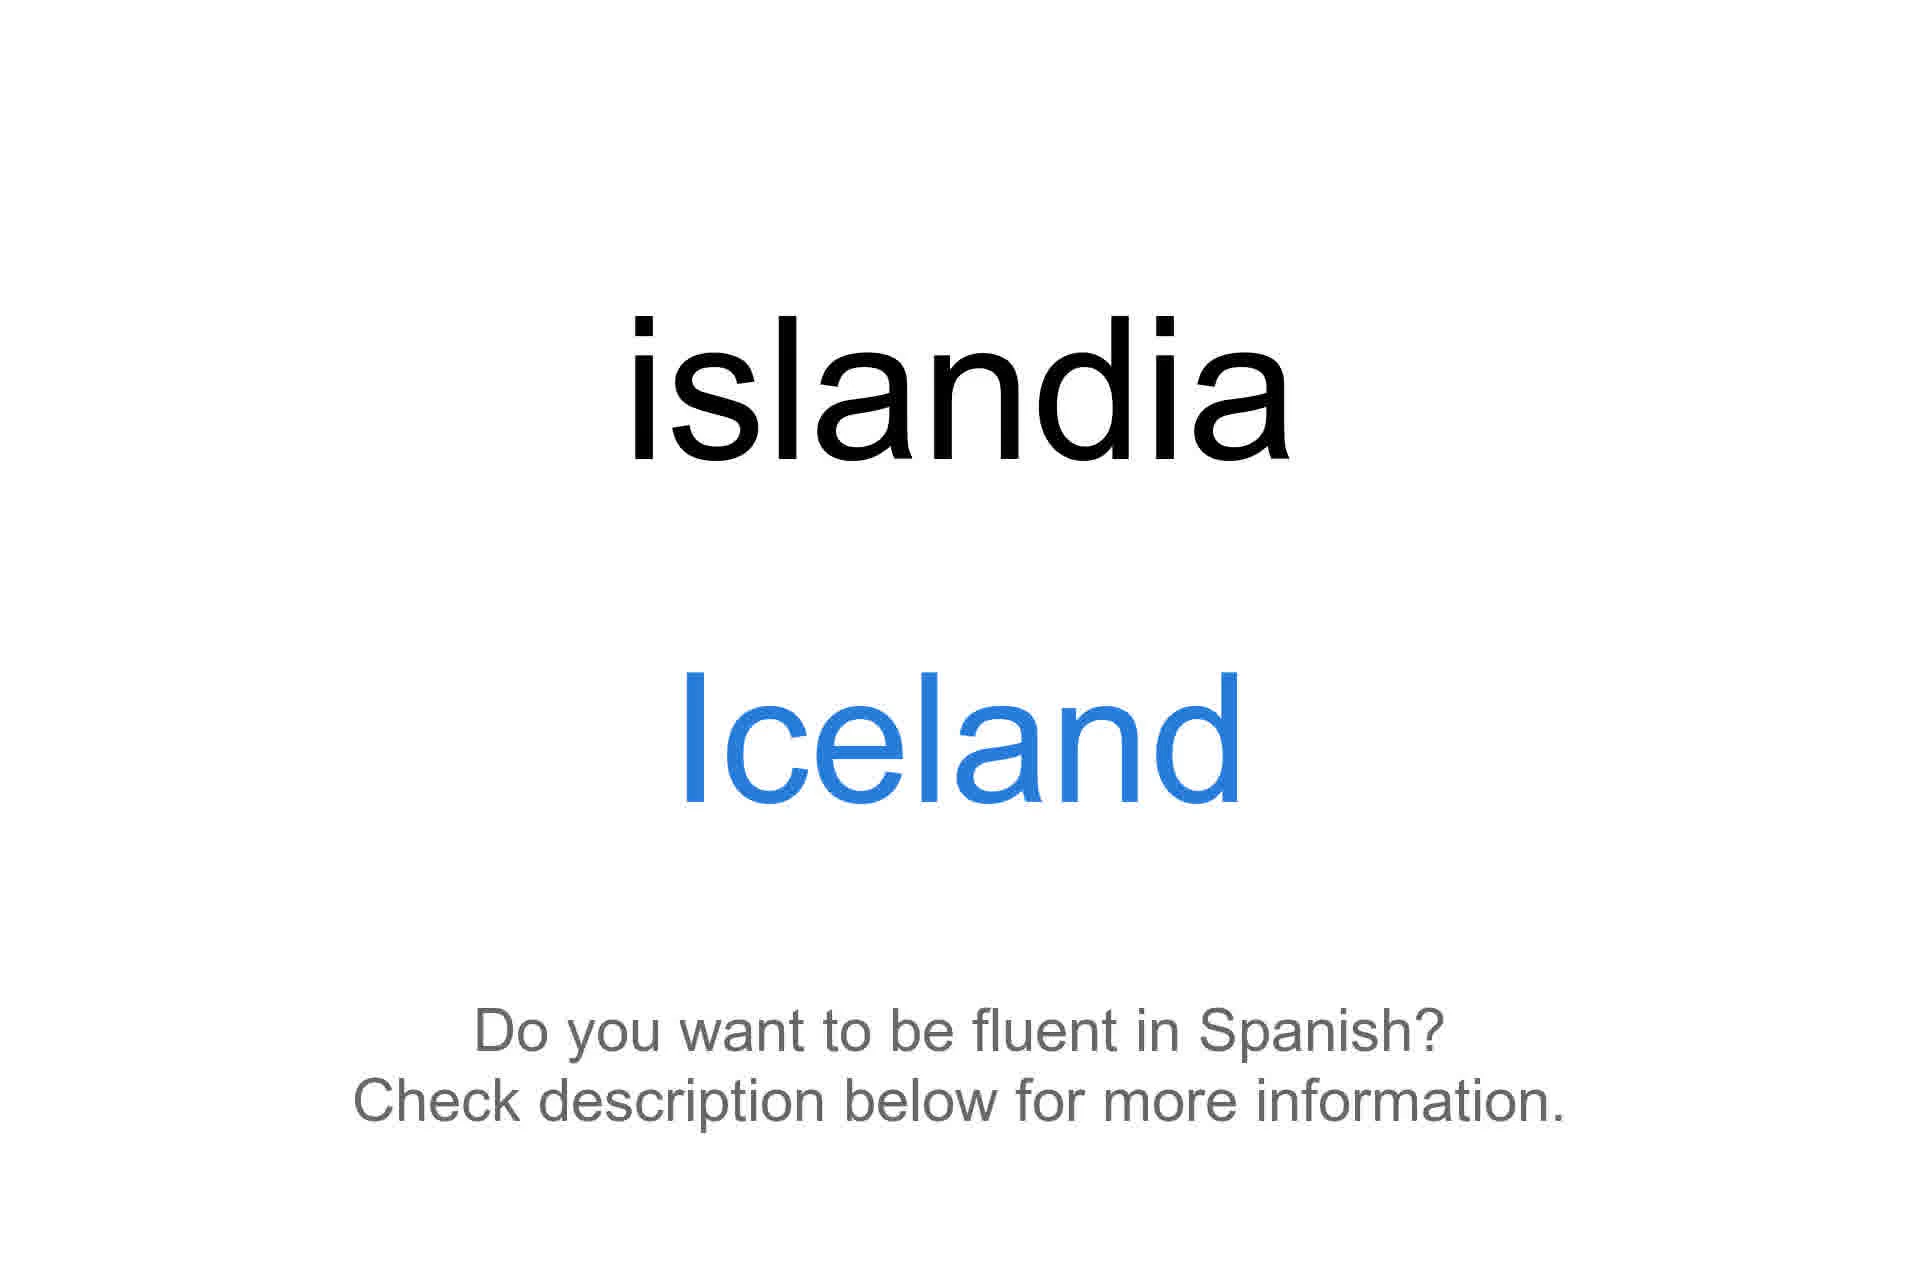 islandia
Iceland
Do you want to be fluent in Spanish?
Check description below for more information.